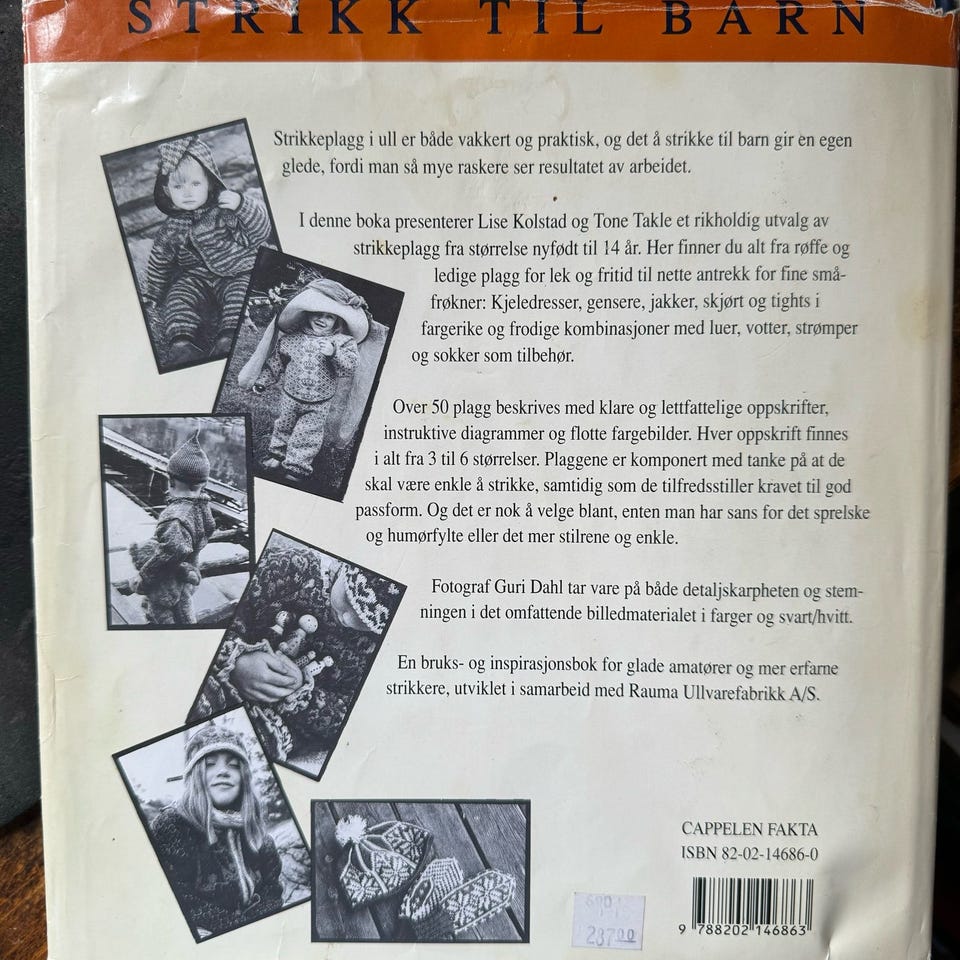 STRIKK TIL BARN
Strikkeplagg i ull er både vakkert og praktisk, og det å strikke til barn gir en egen
glede, fordi man så mye raskere ser resultatet av arbeidet.
I denne boka presenterer Lise Kolstad og Tone Takle et rikholdig utvalg av
strikkeplagg fra størrelse nyfødt til 14 år. Her finner du alt fra røffe og
ledige plagg for lek og fritid til nette antrekk for fine små-
frøkner: Kjeledresser, gensere, jakker, skjørt og tights i
fargerike og frodige kombinasjoner med luer, votter, strømper
og sokker som tilbehør.
Over 50 plagg beskrives med klare og lettfattelige oppskrifter,
instruktive diagrammer og flotte fargebilder. Hver oppskrift finnes
i alt fra 3 til 6 størrelser. Plaggene er komponert med tanke på at de
skal være enkle å strikke, samtidig som de tilfredsstiller kravet til god
passform. Og det er nok å velge blant, enten man har sans for det sprelske
og humørfylte eller det mer stilrene og enkle.
Fotograf Guri Dahl tar vare på både detaljskarpheten og stem-
ningen i det omfattende billedmaterialet i farger og svart/hvitt.
En bruks- og inspirasjonsbok for glade amatører og mer erfarne
strikkere, utviklet i samarbeid med Rauma Ullvarefabrikk A/S.
CAPPELEN FAKTA
ISBN 82-02-14686-0
28700
9 788202 146863